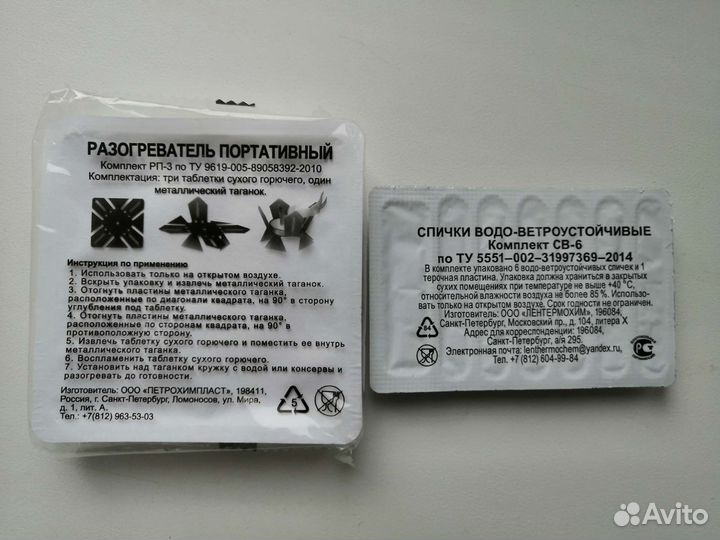 РАЗОГРЕВАТЕЛЬ ПОРТАТИВНЫЙ
Комплект РП-3 по ТУ 9619-005-89058392-2010
Комплектация: три таблетки сухого горючего, один
металлический таганок.
Инструкция по применению
1. Использовать только на открытом воздухе.
2. Вскрыть упаковку и извлечь металлический таганок.
3. Отогнуть пластины металлического таганка,
расположенные по диагонали квадрата, на 90° в сторону
углубления под таблетку.
4. Отогнуть пластины металлического таганка,
расположенные по сторонам квадрата, на 90° в
противоположную сторону.
5. Извлечь таблетку сухого горючего и поместить ее внутрь
металлического таганка.
6. Воспламенить таблетку сухого горючего.
7. Установить над таганком кружку с водой или консервы и
разогревать до готовности.
Изготовитель: ООО «ПЕТРОХИМПЛАСТ», 198411,
Россия, г. Санкт-Петербург, Ломоносов, ул. Мира,
д. 1, лит. А.
Тел.: +7(812) 963-53-03
5
СПИЧКИ ВОДО-ВЕТРОУСТОЙЧИВЫЕ
Комплект СВ-6
по ТУ 5551–002–31997369–2014
В комплекте упаковано 6 водо-ветроустойчивых спичек и 1
терочная пластина. Упаковка должна храниться в закрытых
сухих помещениях при температуре не выше +40 °С,
относительной влажности воздуха не более 85 %. Использо-
вать только на открытом воздухе. Срок годности не ограничен.
Изготовитель: ООО «ЛЕНТЕРМОХИМ», 196084,
Санкт-Петербург, Московский пр., д. 104, литера Х
Адрес для корреспонденции: 196084,
Санкт-Петербург, а/я 295.
Электронная почта: lenthermochem@yandex.ru,
Тел. +7 (812) 604-99-84
84
Avito